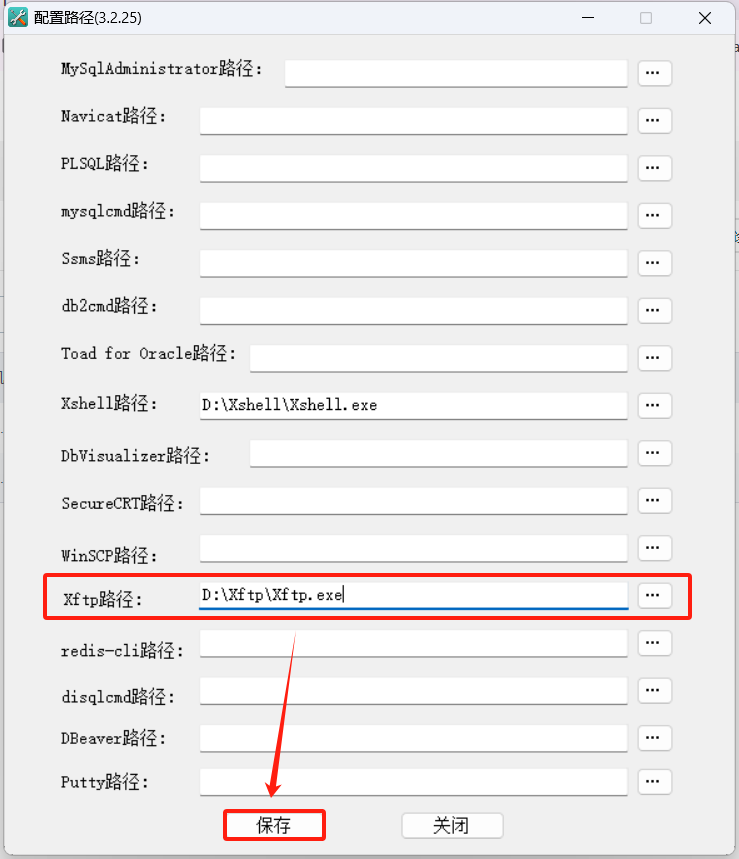 配置路径(3.2.25)
MySqlAdministrator路径: ...
Navicat路径: ...
PLSQL路径: ...
mysqlcmd路径: ...
Ssms路径: ...
db2cmd路径: ...
Toad for Oracle路径: ...
Xshell路径: D:\Xshell\Xshell.exe ...
DbVisualizer路径: ...
SecureCRT路径: ...
WinSCP路径: ...
Xftp路径: D:\Xftp\Xftp.exe ...
redis-cli路径: ...
disqlcmd路径: ...
DBeaver路径: ...
Putty路径: ...
保存 关闭